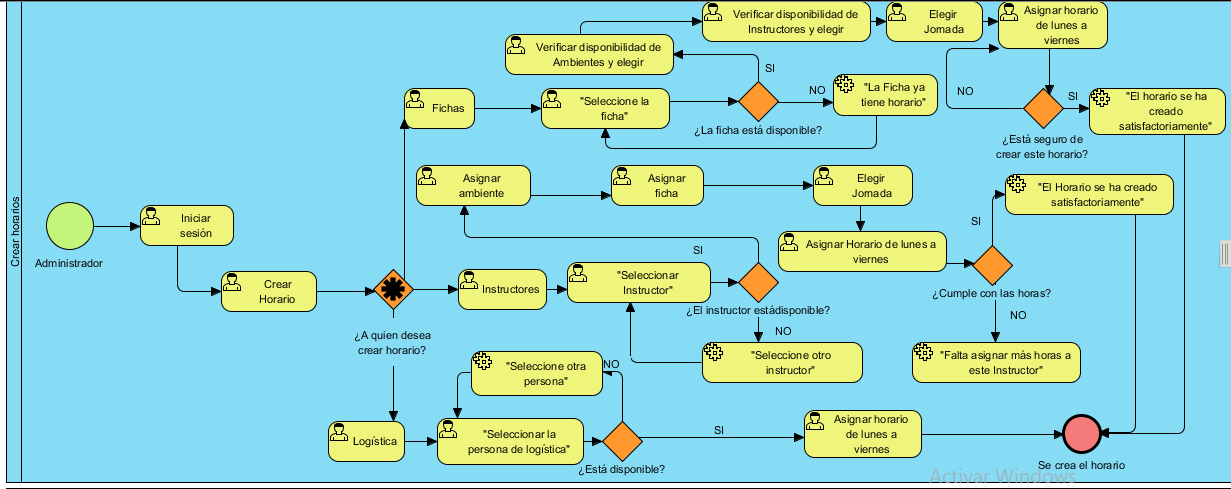 Crear horarios
Administrador
Iniciar
sesión
Crear
Horario
¿A quien desea
crear horario?
Fichas
"Seleccione la
ficha"
¿La ficha está disponible?
SI
NO
"La Ficha ya
tiene horario"
Verificar disponibilidad de
Ambientes y elegir
Verificar disponibilidad de
Instructores y elegir
Elegir
Jornada
Asignar horario
de lunes a
viernes
¿Está seguro de
crear este horario?
NO
SI
"El horario se ha
creado
satisfactoriamente"
Instructores
"Seleccionar
Instructor"
¿El instructor estádisponible?
SI
NO
"Seleccione otro
instructor"
Asignar
ambiente
Asignar
ficha
Elegir
Jornada
Asignar Horario de lunes a
viernes
¿Cumple con las horas?
SI
NO
"El Horario se ha creado
satisfactoriamente"
"Falta asignar más horas a
este Instructor"
Logística
"Seleccionar la
persona de logística"
¿Está disponible?
NO
"Seleccione otra
persona"
SI
Asignar horario
de lunes a
viernes
Se crea el horario
Activar Windows